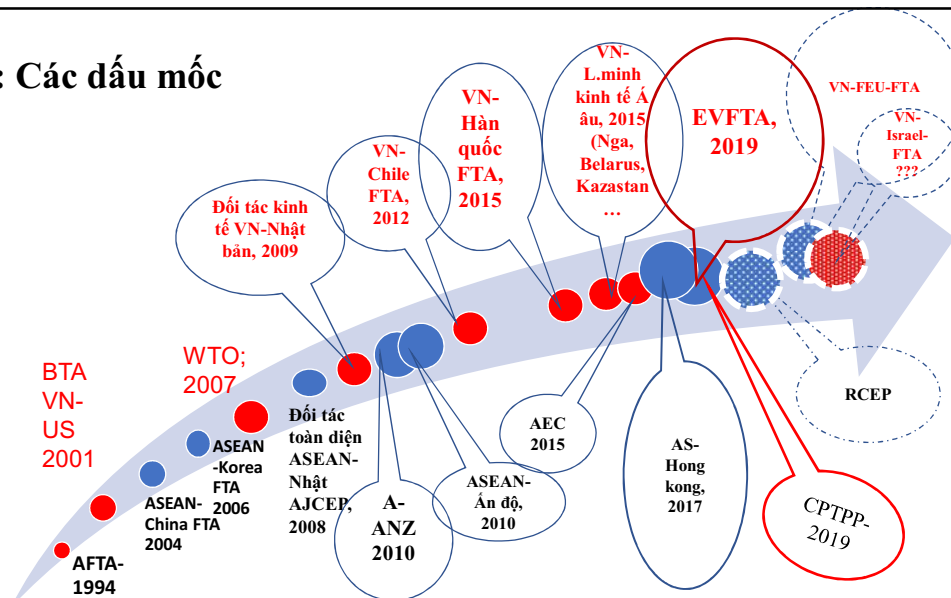 : Các dấu mốc
VN-
L.minh
kinh tế Á
âu, 2015
(Nga,
Belarus,
Kazastan
…
EVFTA,
2019
VN-FEU-FTA
VN-
Israel-
FTA
???
VN-
Hàn
quốc
FTA,
2015
VN-
Chile
FTA,
2012
Đối tác kinh
tế VN-Nhật
bản, 2009
BTA
VN-
US
2001
WTO;
2007
AFTA-
1994
ASEAN-
China FTA
2004
ASEAN
-Korea
FTA
2006
Đối tác
toàn diện
ASEAN-
Nhật
AJCEP,
2008
A-
ANZ
2010
ASEAN-
Ấn độ,
2010
AEC
2015
AS-
Hong
kong,
2017
CPTPP-
2019
RCEP